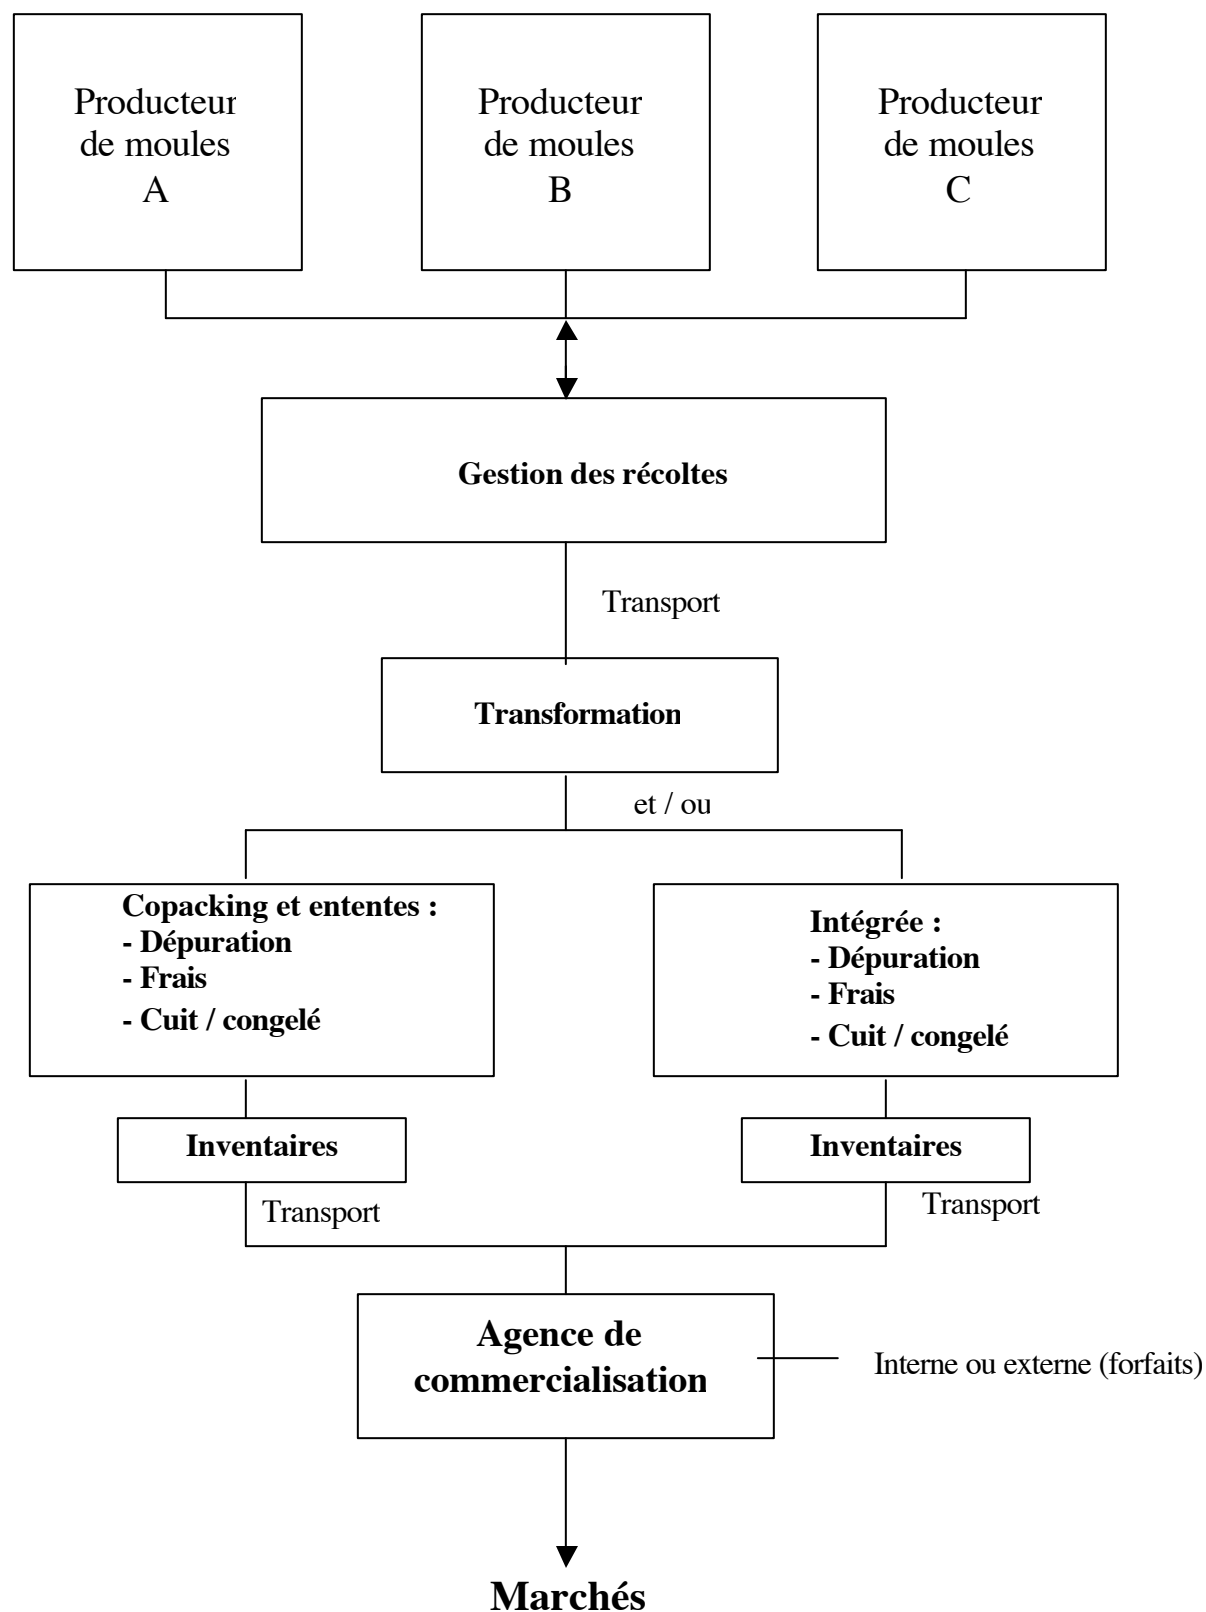 Producteur
de moules
A
Producteur
de moules
B
Producteur
de moules
C
Gestion des récoltes
Transport
Transformation
et / ou
Copacking et ententes :
- Dépuration
- Frais
- Cuit / congelé
Intégrée :
- Dépuration
- Frais
- Cuit / congelé
Inventaires
Inventaires
Transport
Transport
Agence de
commercialisation
Interne ou externe (forfaits)
Marchés